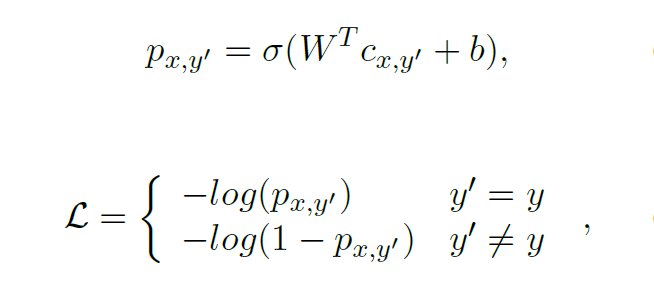 p_{x,y'} = σ(W^T c_{x,y'} + b),
ℒ = { −log(p_{x,y'}) y' = y
−log(1 − p_{x,y'}) y' ≠ y ,